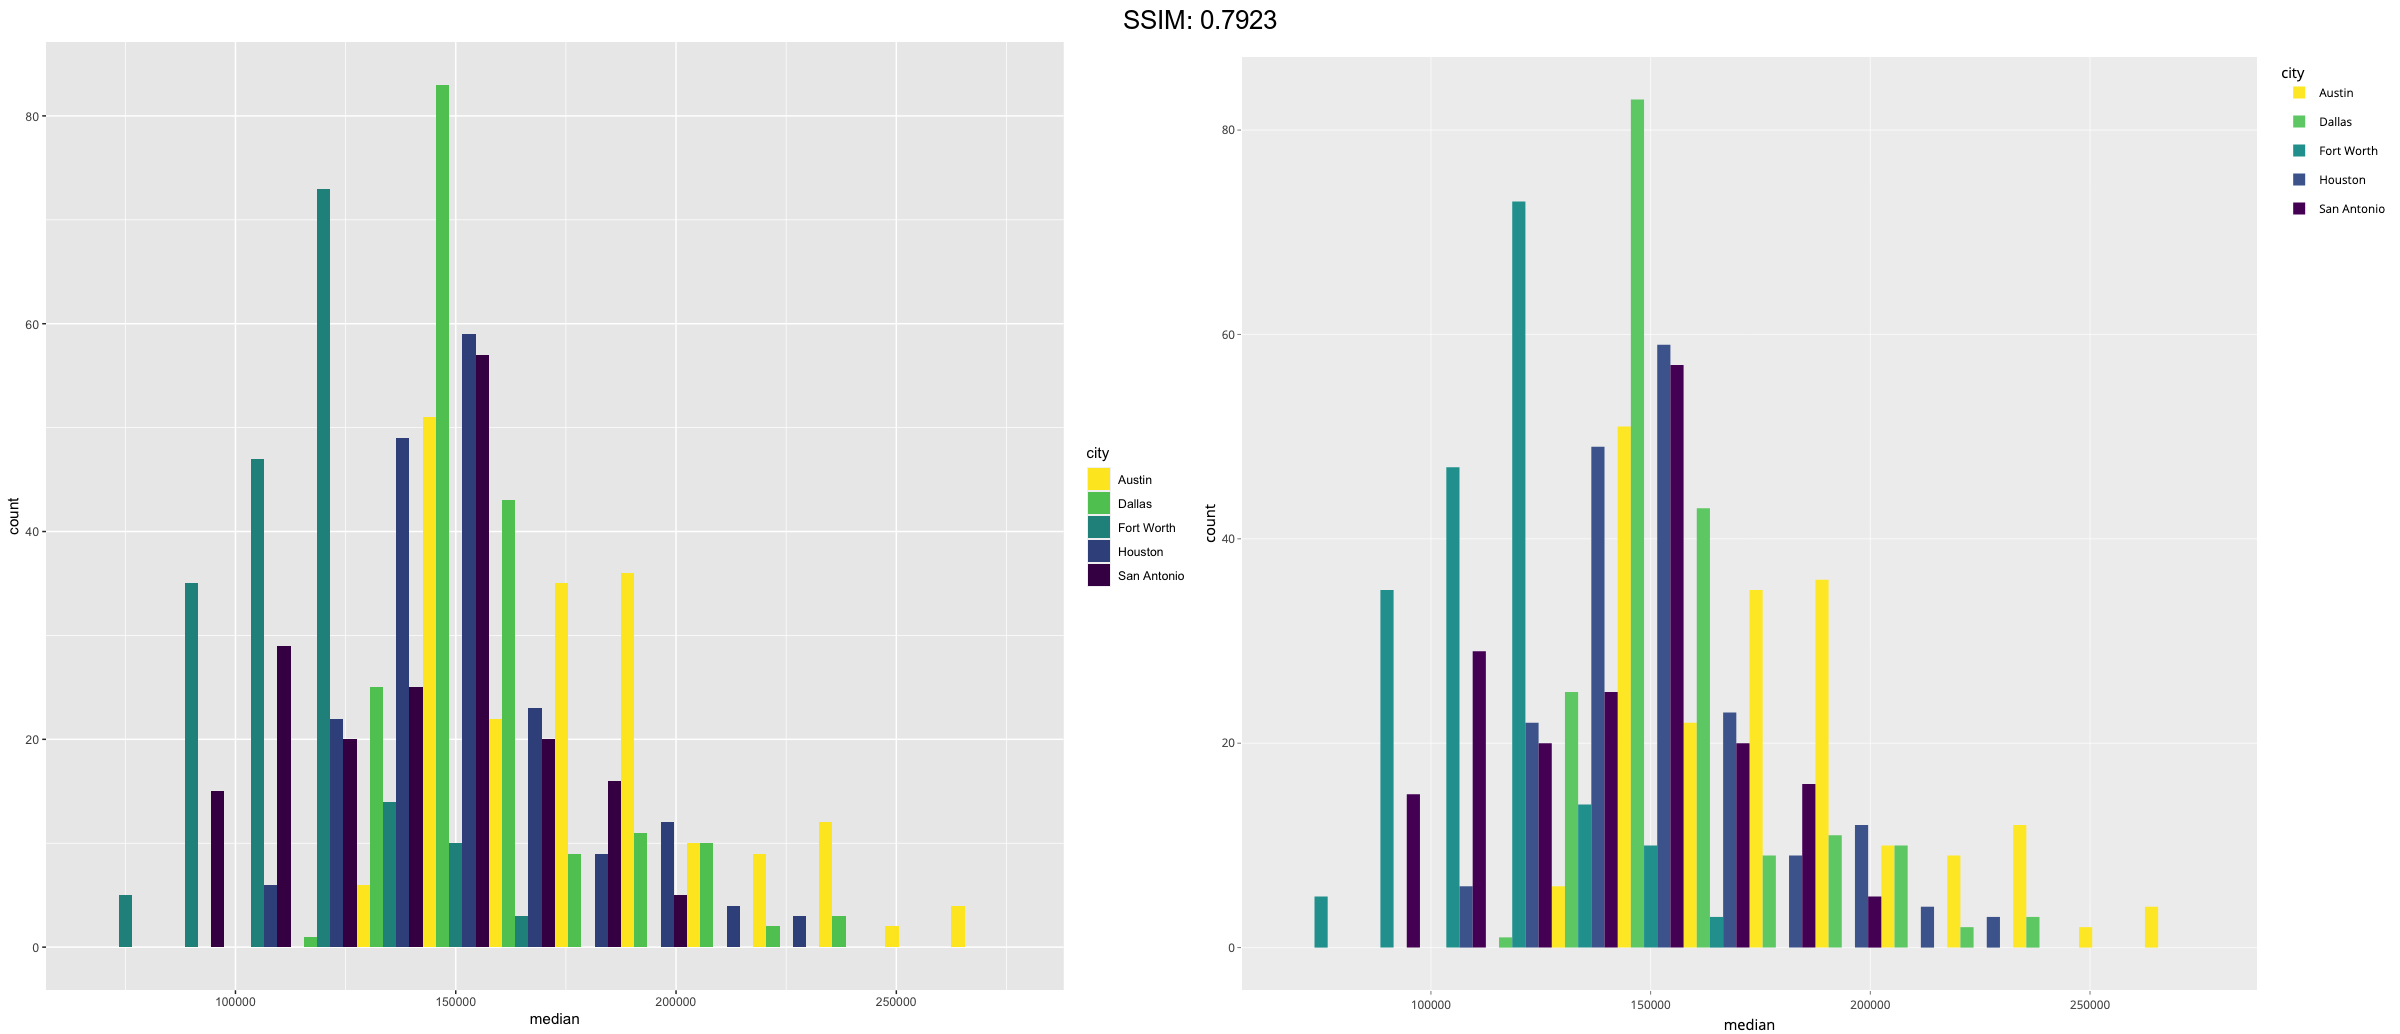 SSIM: 0.7923
80
60
40
20
0
count
100000 150000 200000 250000
median
city
Austin
Dallas
Fort Worth
Houston
San Antonio
80
60
40
20
0
count
100000 150000 200000 250000
median
city
Austin
Dallas
Fort Worth
Houston
San Antonio